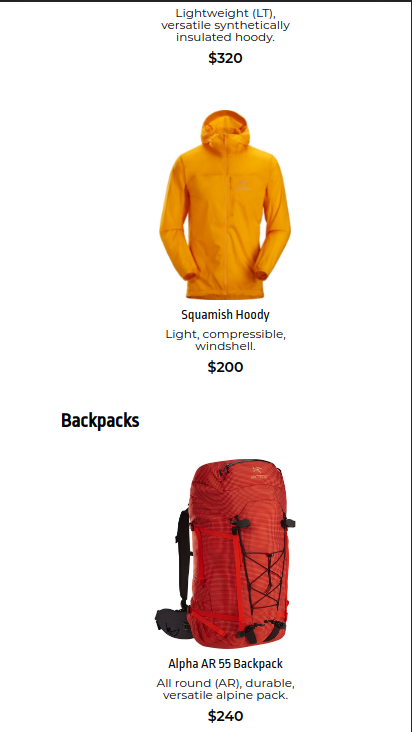 Lightweight (LT),
versatile synthetically
insulated hoody.
$320
Squamish Hoody
Light, compressible,
windshell.
$200
Backpacks
Alpha AR 55 Backpack
All round (AR), durable,
versatile alpine pack.
$240